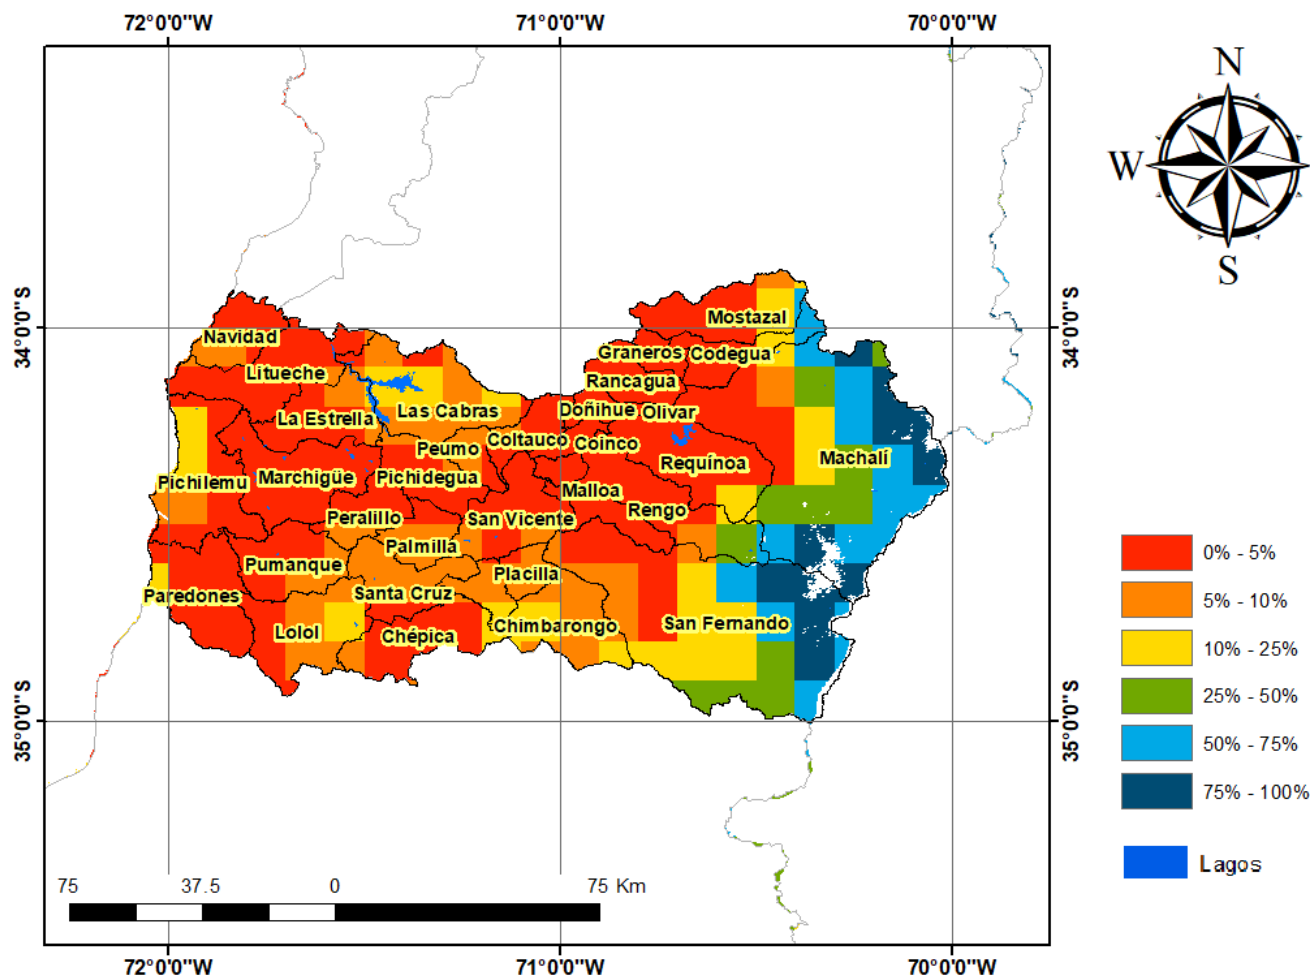 72°0'0"W 71°0'0"W 70°0'0"W
N
W
S
34°0'0"S 34°0'0"S
Mostazal
Navidad
Graneros Codegua
Litueche
Rancagua
La Estrella Las Cabras Doñihue Olivar
Peumo Coltauco Coinco
Pichilemu Marchigüe Pichidegua Requínoa Machalí
Malloa
Peralillo San Vicente Rengo
Palmilla
Pumanque Placilla
Paredones Santa Cruz
Lolol Chépica Chimbarongo San Fernando
35°0'0"S 35°0'0"S
0% - 5%
5% - 10%
10% - 25%
25% - 50%
50% - 75%
75% - 100%
Lagos
75 37.5 0 75 Km
72°0'0"W 71°0'0"W 70°0'0"W